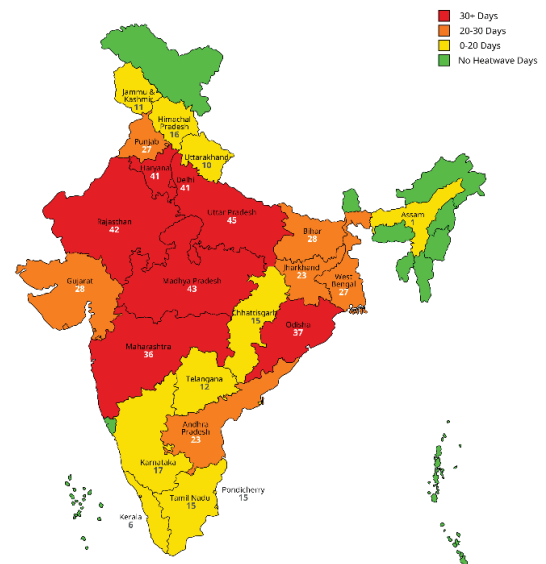 30+ Days
20-30 Days
0-20 Days
No Heatwave Days
Jammu &
Kashmir
11
Himachal
Pradesh
16
Punjab
27
Uttarakhand
10
Haryana
41
Delhi
41
Rajasthan
42
Uttar Pradesh
45
Assam
1
Bihar
28
Jharkhand
23
West
Bengal
27
Gujarat
28
Madhya Pradesh
43
Chhattisgarh
15
Odisha
37
Maharashtra
36
Telangana
12
Andhra
Pradesh
23
Karnataka
17
Tamil Nadu
15
Pondicherry
15
Kerala
6